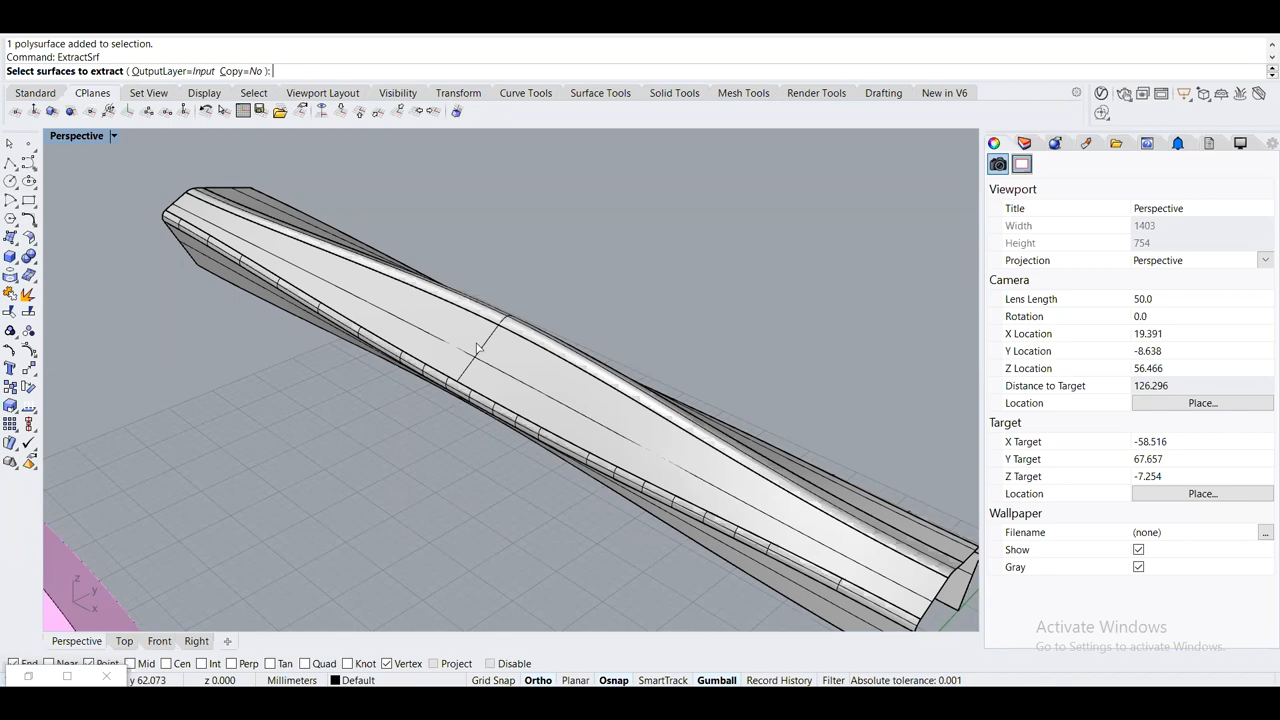 1 polysurface added to selection.
Command: ExtractSrf
Select surfaces to extract ( OutputLayer=Input Copy=No ):
Standard CPlanes Set View Display Select Viewport Layout Visibility Transform Curve Tools Surface Tools Solid Tools Mesh Tools Render Tools Drafting New in V6
Perspective
Viewport
Title Perspective
Width 1403
Height 754
Projection Perspective
Camera
Lens Length 50.0
Rotation 0.0
X Location 19.391
Y Location -8.638
Z Location 56.466
Distance to Target 126.296
Location Place...
Target
X Target -58.516
Y Target 67.657
Z Target -7.254
Location Place...
Wallpaper
Filename (none) ...
Show
Gray
z
y
x
Activate Windows
Go to Settings to activate Windows.
Perspective Top Front Right
End Near Point Mid Cen Int Perp Tan Quad Knot Vertex Project Disable
y 62.073 z 0.000 Millimeters Default Grid Snap Ortho Planar Osnap SmartTrack Gumball Record History Filter Absolute tolerance: 0.001